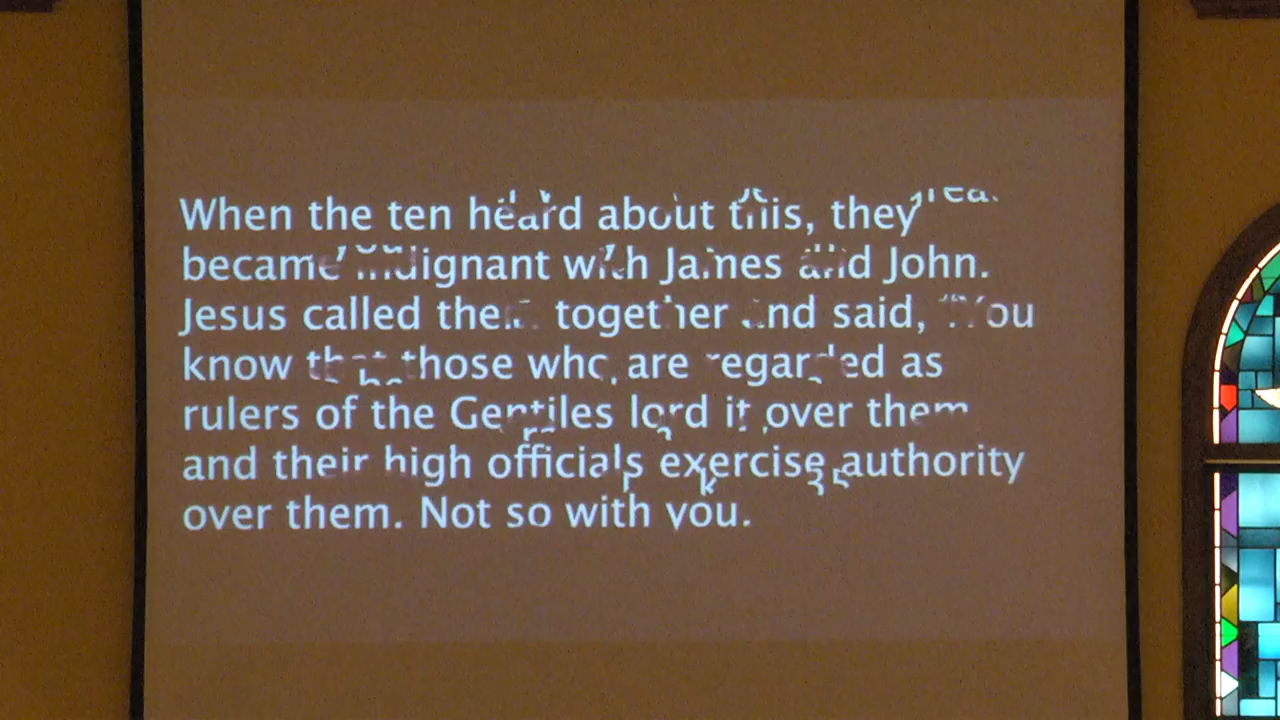 When the ten heard about this, they
became indignant with James and John.
Jesus called them together and said, "You
know that those who are regarded as
rulers of the Gentiles lord it over them
and their high officials exercise authority
over them. Not so with you.